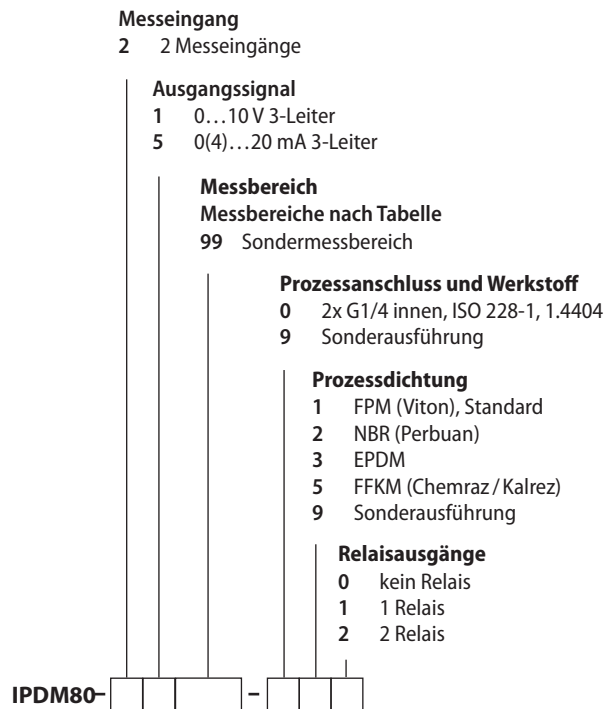 Messeingang
2 2 Messeingänge
Ausgangssignal
1 0…10 V 3-Leiter
5 0(4)…20 mA 3-Leiter
Messbereich
Messbereiche nach Tabelle
99 Sondermessbereich
Prozessanschluss und Werkstoff
0 2x G1/4 innen, ISO 228-1, 1.4404
9 Sonderausführung
Prozessdichtung
1 FPM (Viton), Standard
2 NBR (Perbuan)
3 EPDM
5 FFKM (Chemraz / Kalrez)
9 Sonderausführung
Relaisausgänge
0 kein Relais
1 1 Relais
2 2 Relais
IPDM80– –